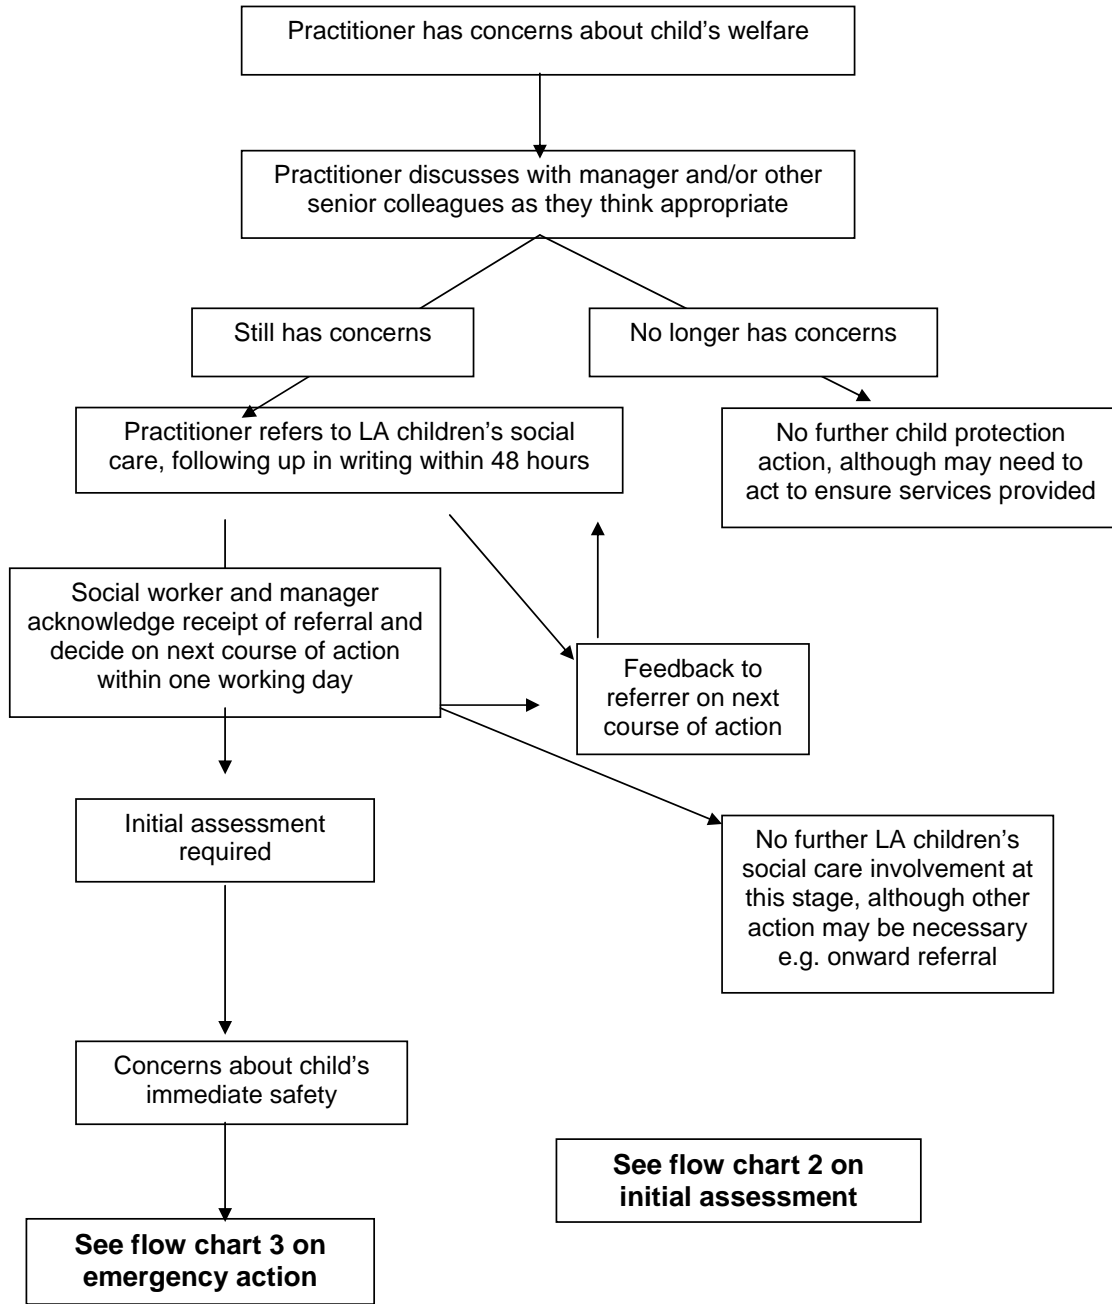 Practitioner has concerns about child’s welfare
Practitioner discusses with manager and/or other
senior colleagues as they think appropriate
Still has concerns
No longer has concerns
Practitioner refers to LA children’s social
care, following up in writing within 48 hours
No further child protection
action, although may need to
act to ensure services provided
Social worker and manager
acknowledge receipt of referral and
decide on next course of action
within one working day
Feedback to
referrer on next
course of action
Initial assessment
required
No further LA children’s
social care involvement at
this stage, although other
action may be necessary
e.g. onward referral
Concerns about child’s
immediate safety
See flow chart 2 on
initial assessment
See flow chart 3 on
emergency action